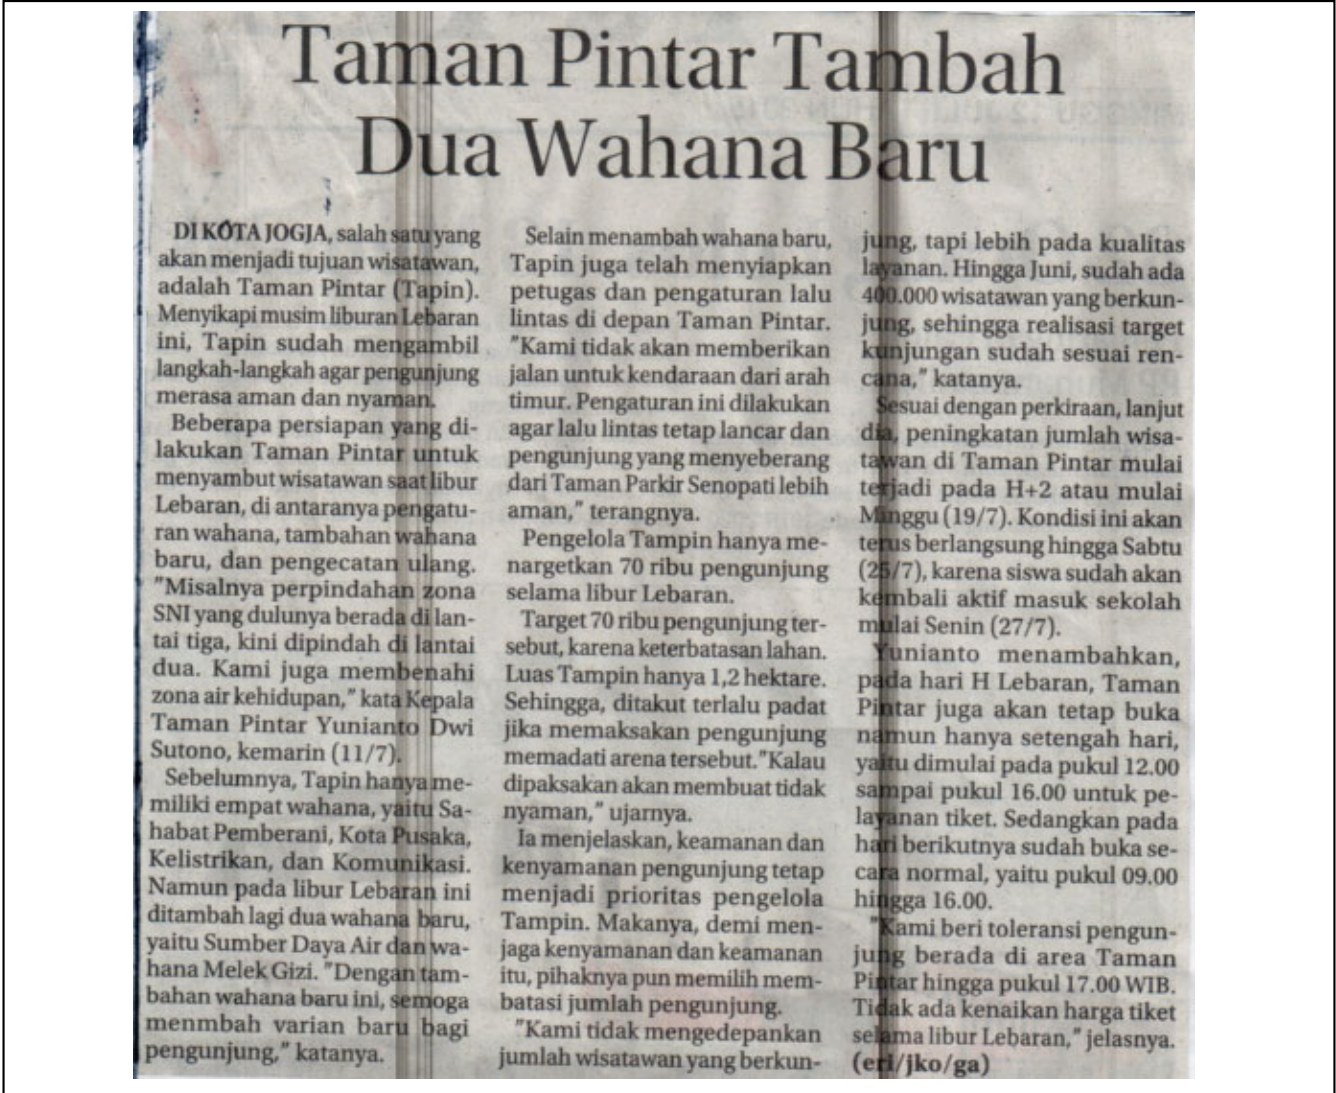 Taman Pintar Tambah
Dua Wahana Baru
DI KOTA JOGJA, salah satu yang
akan menjadi tujuan wisatawan,
adalah Taman Pintar (Tapin).
Menyikapi musim liburan Lebaran
ini, Tapin sudah mengambil
langkah-langkah agar pengunjung
merasa aman dan nyaman.
Beberapa persiapan yang di-
lakukan Taman Pintar untuk
menyambut wisatawan saat libur
Lebaran, di antaranya pengatu-
ran wahana, tambahan wahana
baru, dan pengecatan ulang.
"Misalnya perpindahan zona
SNI yang dulunya berada di lan-
tai tiga, kini dipindah di lantai
dua. Kami juga membenahi
zona air kehidupan," kata Kepala
Taman Pintar Yunianto Dwi
Sutono, kemarin (11/7).
Sebelumnya, Tapin hanya me-
miliki empat wahana, yaitu Sa-
habat Pemberani, Kota Pusaka,
Kelistrikan, dan Komunikasi.
Namun pada libur Lebaran ini
ditambah lagi dua wahana baru,
yaitu Sumber Daya Air dan wa-
hana Melek Gizi. "Dengan tam-
bahan wahana baru ini, semoga
menmbah varian baru bagi
pengunjung," katanya.
Selain menambah wahana baru,
Tapin juga telah menyiapkan
petugas dan pengaturan lalu
lintas di depan Taman Pintar.
"Kami tidak akan memberikan
jalan untuk kendaraan dari arah
timur. Pengaturan ini dilakukan
agar lalu lintas tetap lancar dan
pengunjung yang menyeberang
dari Taman Parkir Senopati lebih
aman," terangnya.
Pengelola Tampin hanya me-
nargetkan 70 ribu pengunjung
selama libur Lebaran.
Target 70 ribu pengunjung ter-
sebut, karena keterbatasan lahan.
Luas Tampin hanya 1,2 hektare.
Sehingga, ditakut terlalu padat
jika memaksakan pengunjung
memadati arena tersebut."Kalau
dipaksakan akan membuat tidak
nyaman," ujarnya.
Ia menjelaskan, keamanan dan
kenyamanan pengunjung tetap
menjadi prioritas pengelola
Tampin. Makanya, demi men-
jaga kenyamanan dan keamanan
itu, pihaknya pun memilih mem-
batasi jumlah pengunjung.
"Kami tidak mengedepankan
jumlah wisatawan yang berkun-
jung, tapi lebih pada kualitas
layanan. Hingga Juni, sudah ada
400.000 wisatawan yang berkun-
jung, sehingga realisasi target
kunjungan sudah sesuai ren-
cana," katanya.
Sesuai dengan perkiraan, lanjut
dia, peningkatan jumlah wisa-
tawan di Taman Pintar mulai
terjadi pada H+2 atau mulai
Minggu (19/7). Kondisi ini akan
terus berlangsung hingga Sabtu
(25/7), karena siswa sudah akan
kembali aktif masuk sekolah
mulai Senin (27/7).
Yunianto menambahkan,
pada hari H Lebaran, Taman
Pintar juga akan tetap buka
namun hanya setengah hari,
yaitu dimulai pada pukul 12.00
sampai pukul 16.00 untuk pe-
layanan tiket. Sedangkan pada
hari berikutnya sudah buka se-
cara normal, yaitu pukul 09.00
hingga 16.00.
"Kami beri toleransi pengun-
jung berada di area Taman
Pintar hingga pukul 17.00 WIB.
Tidak ada kenaikan harga tiket
selama libur Lebaran," jelasnya.
(eri/jko/ga)